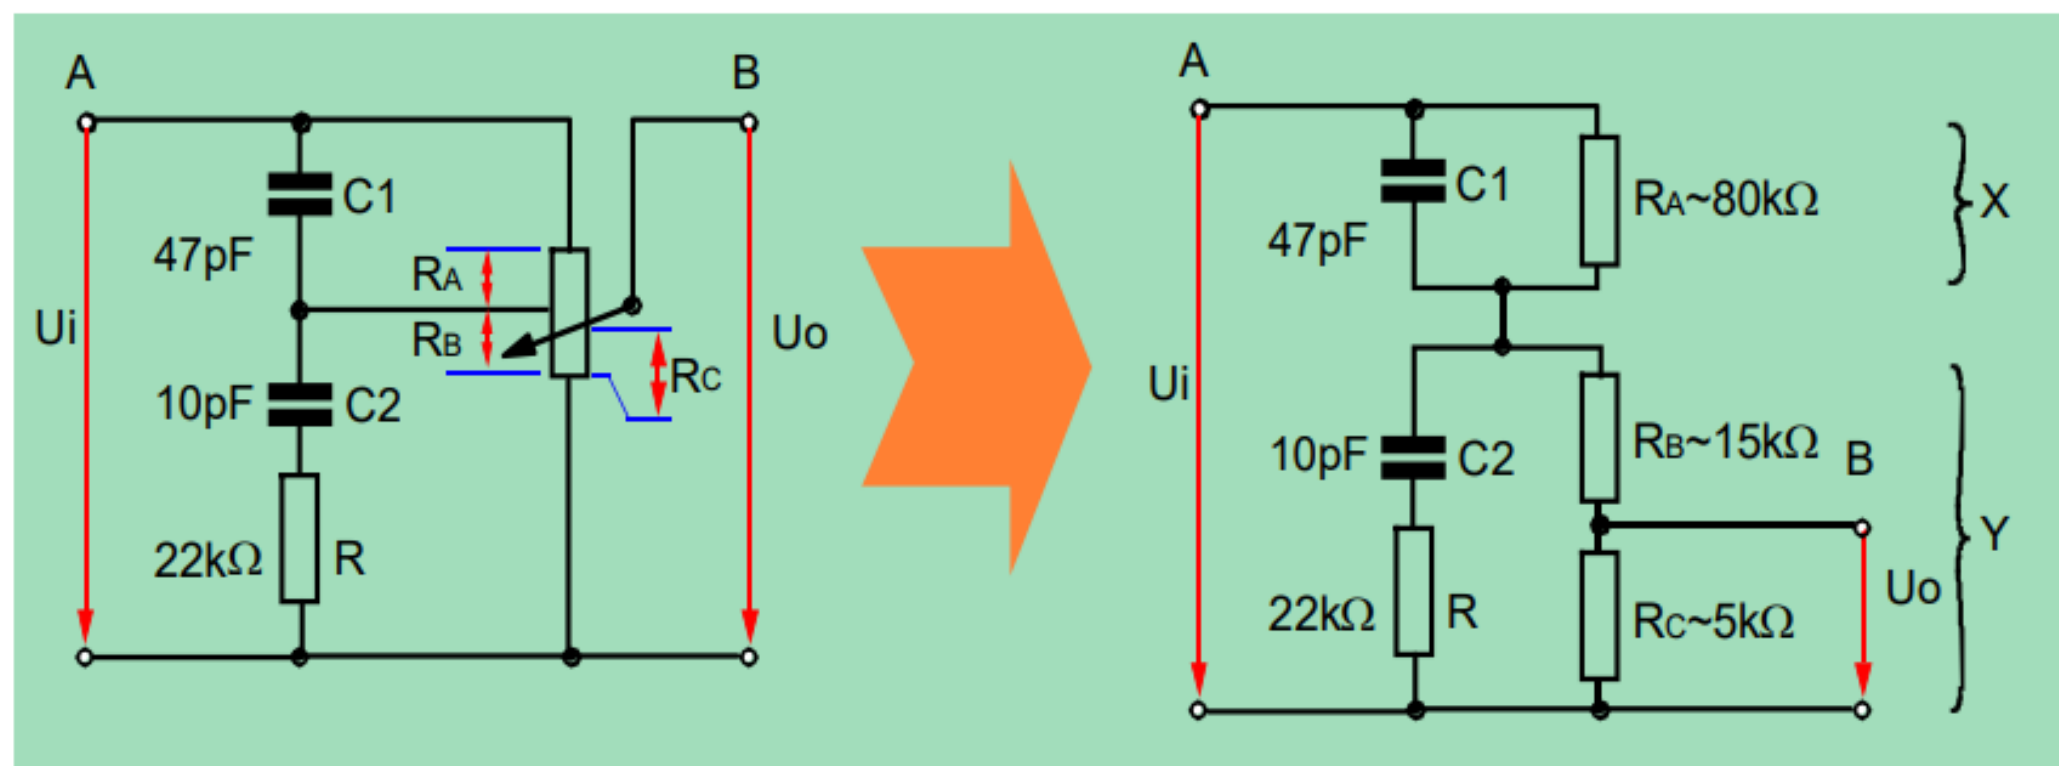 A
B
C1
47pF
RA
RB
Ui
Uo
RC
10pF
C2
22kΩ
R
A
C1
RA~80kΩ
X
47pF
Ui
10pF
C2
RB~15kΩ
B
Y
22kΩ
R
RC~5kΩ
Uo